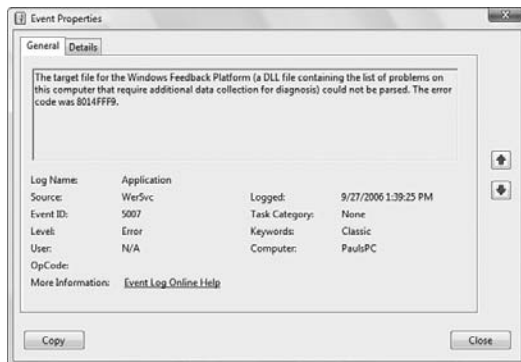 Event Properties
General Details
The target file for the Windows Feedback Platform (a DLL file containing the list of problems on
this computer that require additional data collection for diagnosis) could not be parsed. The error
code was 8014FFF9.
Log Name: Application
Source: WerSvc Logged: 9/27/2006 1:39:25 PM
Event ID: 5007 Task Category: None
Level: Error Keywords: Classic
User: N/A Computer: PaulsPC
OpCode:
More Information: Event Log Online Help
Copy Close